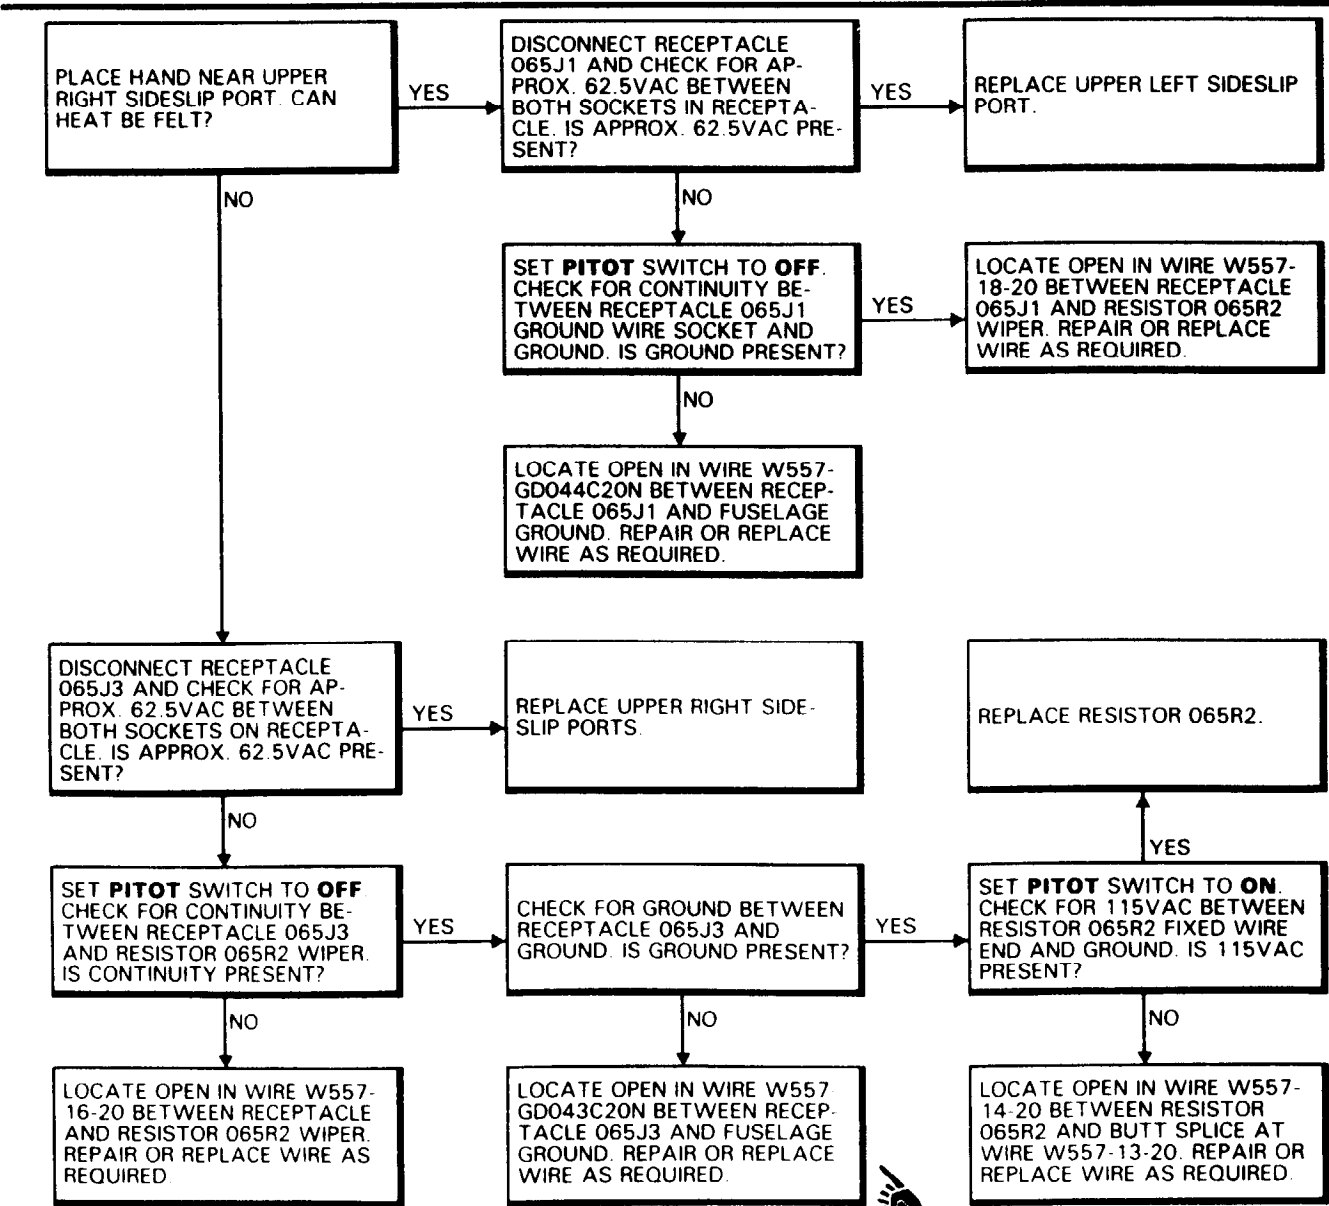 PLACE HAND NEAR UPPER
RIGHT SIDESLIP PORT. CAN
HEAT BE FELT?
YES
DISCONNECT RECEPTACLE
065J1 AND CHECK FOR AP-
PROX. 62.5VAC BETWEEN
BOTH SOCKETS IN RECEPTA-
CLE. IS APPROX. 62.5VAC PRE-
SENT?
YES
REPLACE UPPER LEFT SIDESLIP
PORT.
NO
NO
SET PITOT SWITCH TO OFF.
CHECK FOR CONTINUITY BE-
TWEEN RECEPTACLE 065J1
GROUND WIRE SOCKET AND
GROUND. IS GROUND PRESENT?
YES
LOCATE OPEN IN WIRE W557-
18-20 BETWEEN RECEPTACLE
065J1 AND RESISTOR 065R2
WIPER. REPAIR OR REPLACE
WIRE AS REQUIRED.
NO
LOCATE OPEN IN WIRE W557-
GD044C20N BETWEEN RECEP-
TACLE 065J1 AND FUSELAGE
GROUND. REPAIR OR REPLACE
WIRE AS REQUIRED.
DISCONNECT RECEPTACLE
065J3 AND CHECK FOR AP-
PROX. 62.5VAC BETWEEN
BOTH SOCKETS ON RECEPTA-
CLE. IS APPROX. 62.5VAC PRE-
SENT?
YES
REPLACE UPPER RIGHT SIDE-
SLIP PORTS.
REPLACE RESISTOR 065R2.
NO
YES
SET PITOT SWITCH TO OFF.
CHECK FOR CONTINUITY BE-
TWEEN RECEPTACLE 065J3
AND RESISTOR 065R2 WIPER.
IS CONTINUITY PRESENT?
YES
CHECK FOR GROUND BETWEEN
RECEPTACLE 065J3 AND
GROUND. IS GROUND PRESENT?
YES
SET PITOT SWITCH TO ON.
CHECK FOR 115VAC BETWEEN
RESISTOR 065R2 FIXED WIRE
END AND GROUND. IS 115VAC
PRESENT?
NO
NO
NO
LOCATE OPEN IN WIRE W557-
16-20 BETWEEN RECEPTACLE
AND RESISTOR 065R2 WIPER.
REPAIR OR REPLACE WIRE AS
REQUIRED.
LOCATE OPEN IN WIRE W557
GD043C20N BETWEEN RECEP-
TACLE 065J3 AND FUSELAGE
GROUND. REPAIR OR REPLACE
WIRE AS REQUIRED.
LOCATE OPEN IN WIRE W557-
14-20 BETWEEN RESISTOR
065R2 AND BUTT SPLICE AT
WIRE W557-13-20. REPAIR OR
REPLACE WIRE AS REQUIRED.